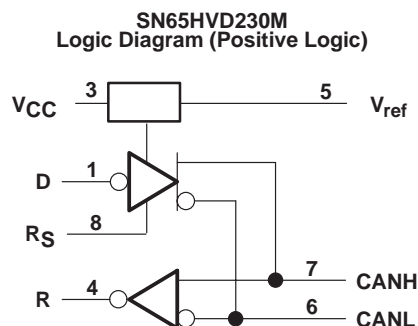 SN65HVD230M
Logic Diagram (Positive Logic)
VCC 3 5 Vref
D 1
RS 8
R 4 7 CANH
6 CANL